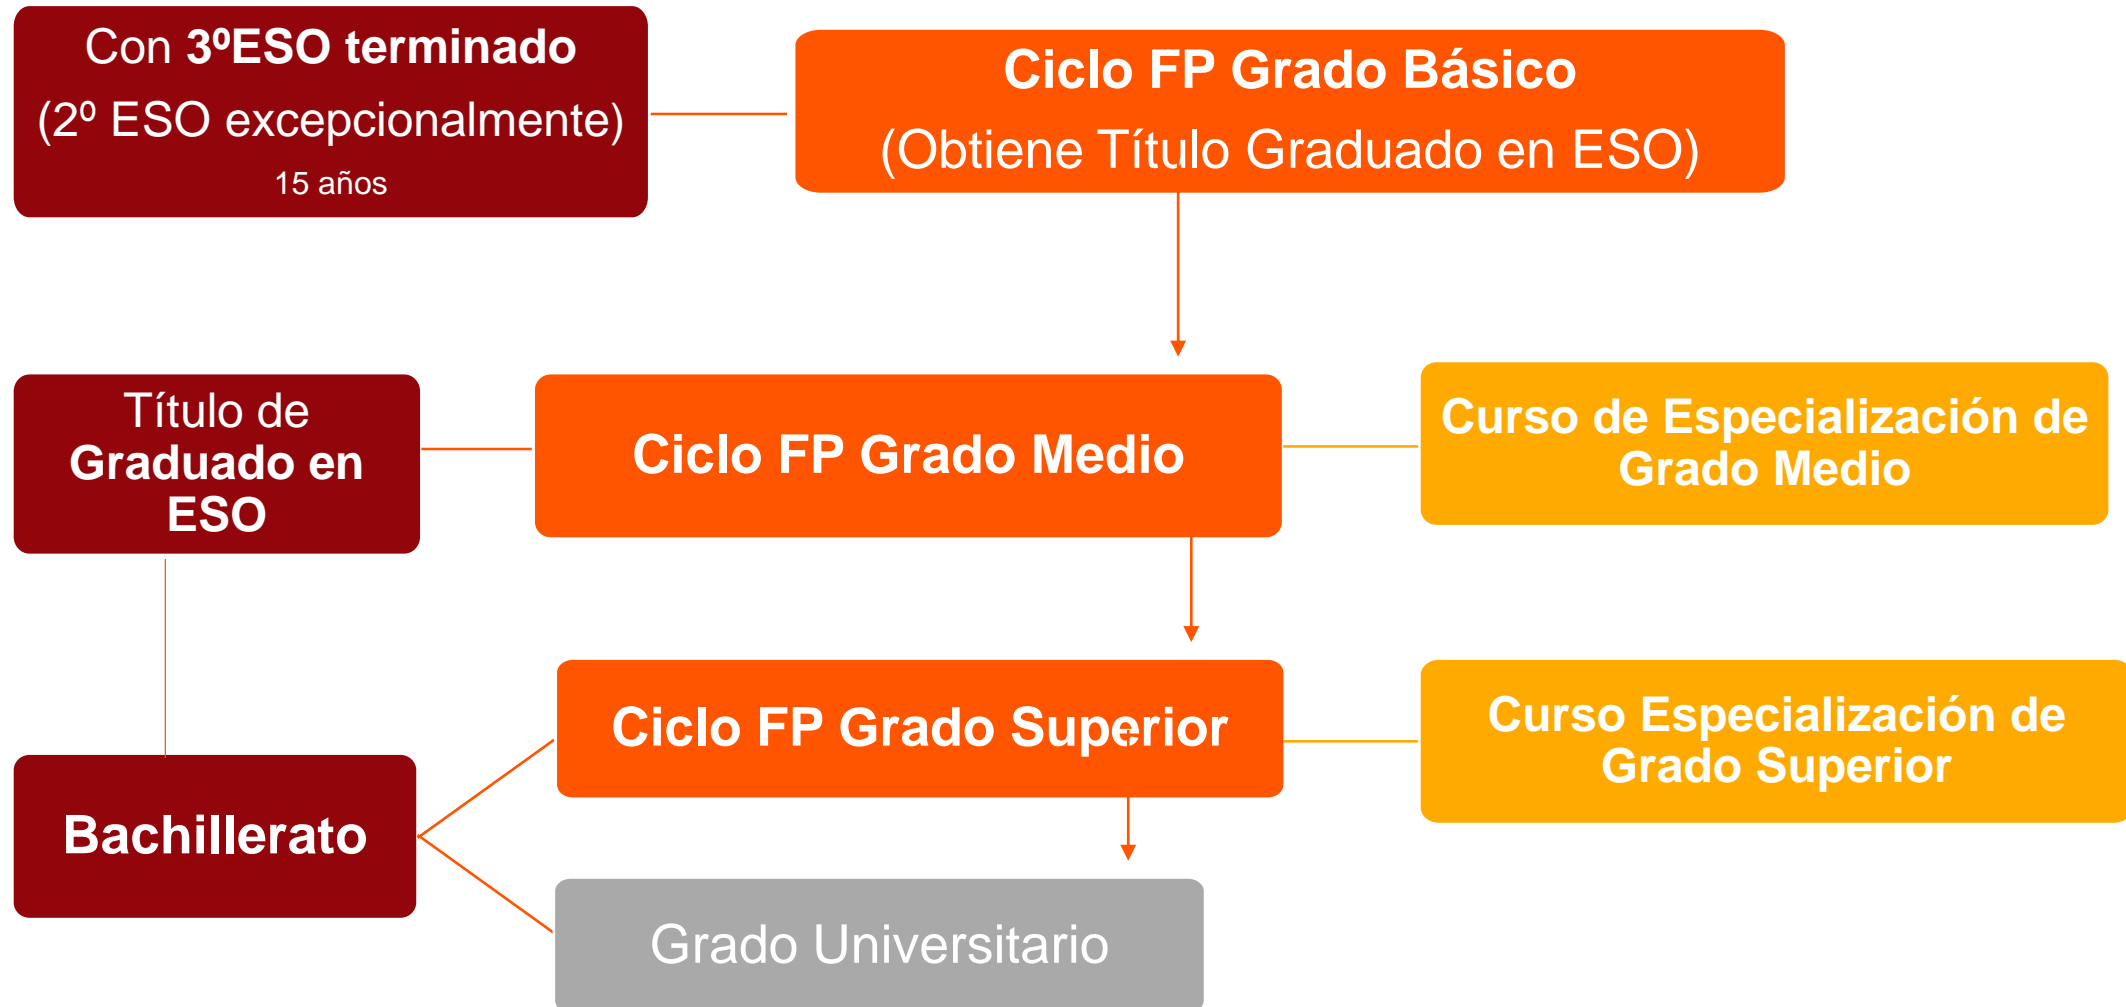 Con 3ºESO terminado
(2º ESO excepcionalmente)
15 años
Ciclo FP Grado Básico
(Obtiene Título Graduado en ESO)
Título de
Graduado en
ESO
Ciclo FP Grado Medio
Curso de Especialización de
Grado Medio
Ciclo FP Grado Superior
Curso Especialización de
Grado Superior
Bachillerato
Grado Universitario